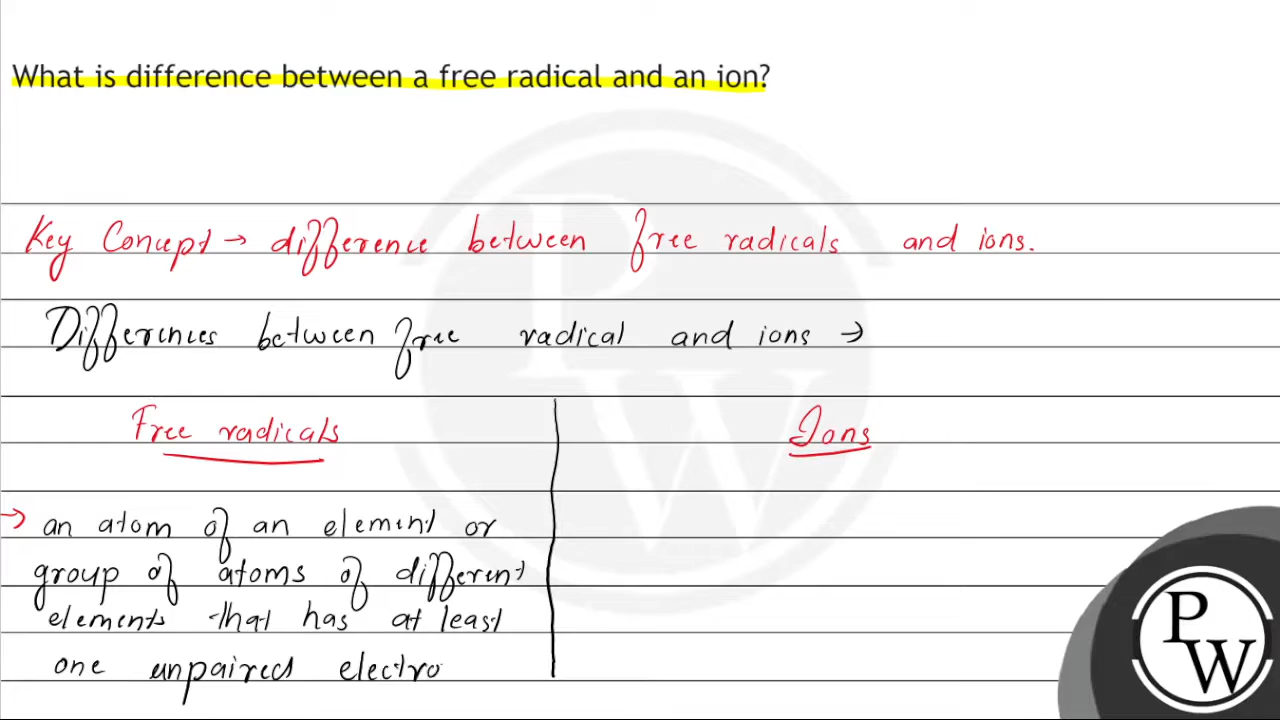 What is difference between a free radical and an ion?
Key Concept → difference between free radicals and ions.
Differences between free radical and ions →
Free radicals
Ions
→ an atom of an element or
group of atoms of different
elements that has at least
one unpaired electro
P
W
P
W